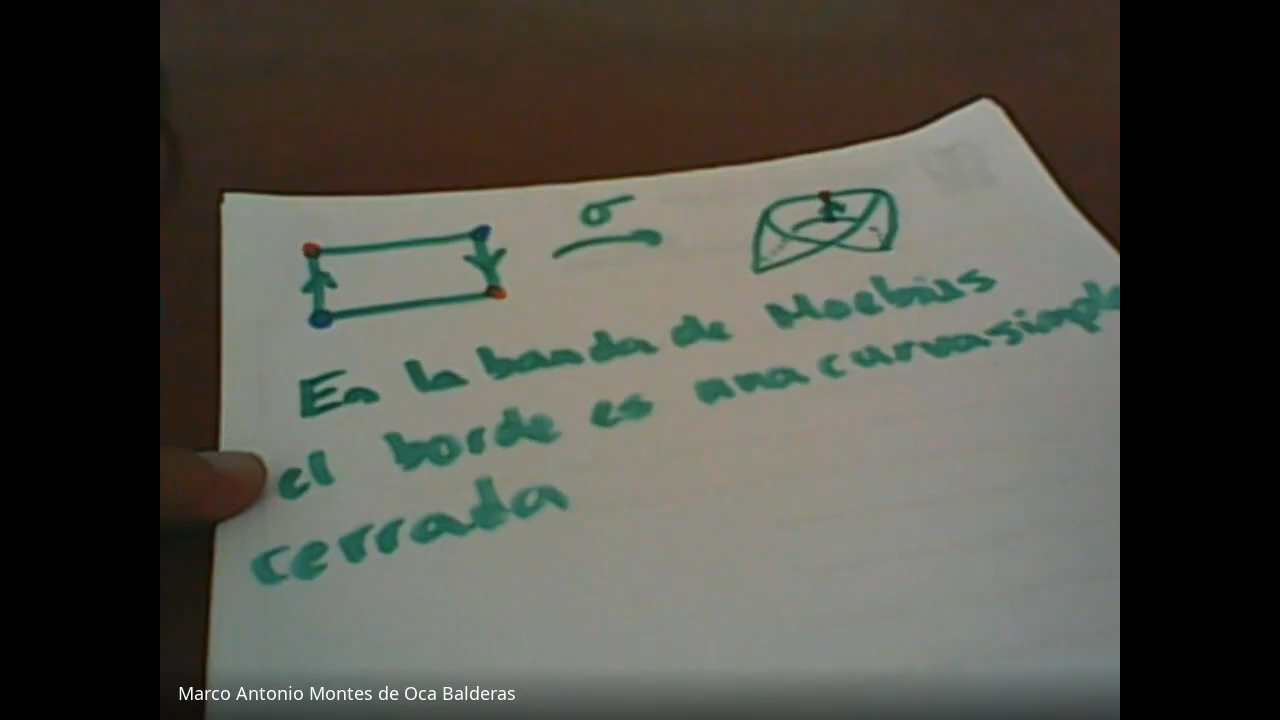 σ
En la banda de Moebius
el borde es una curva simple
cerrada
Marco Antonio Montes de Oca Balderas